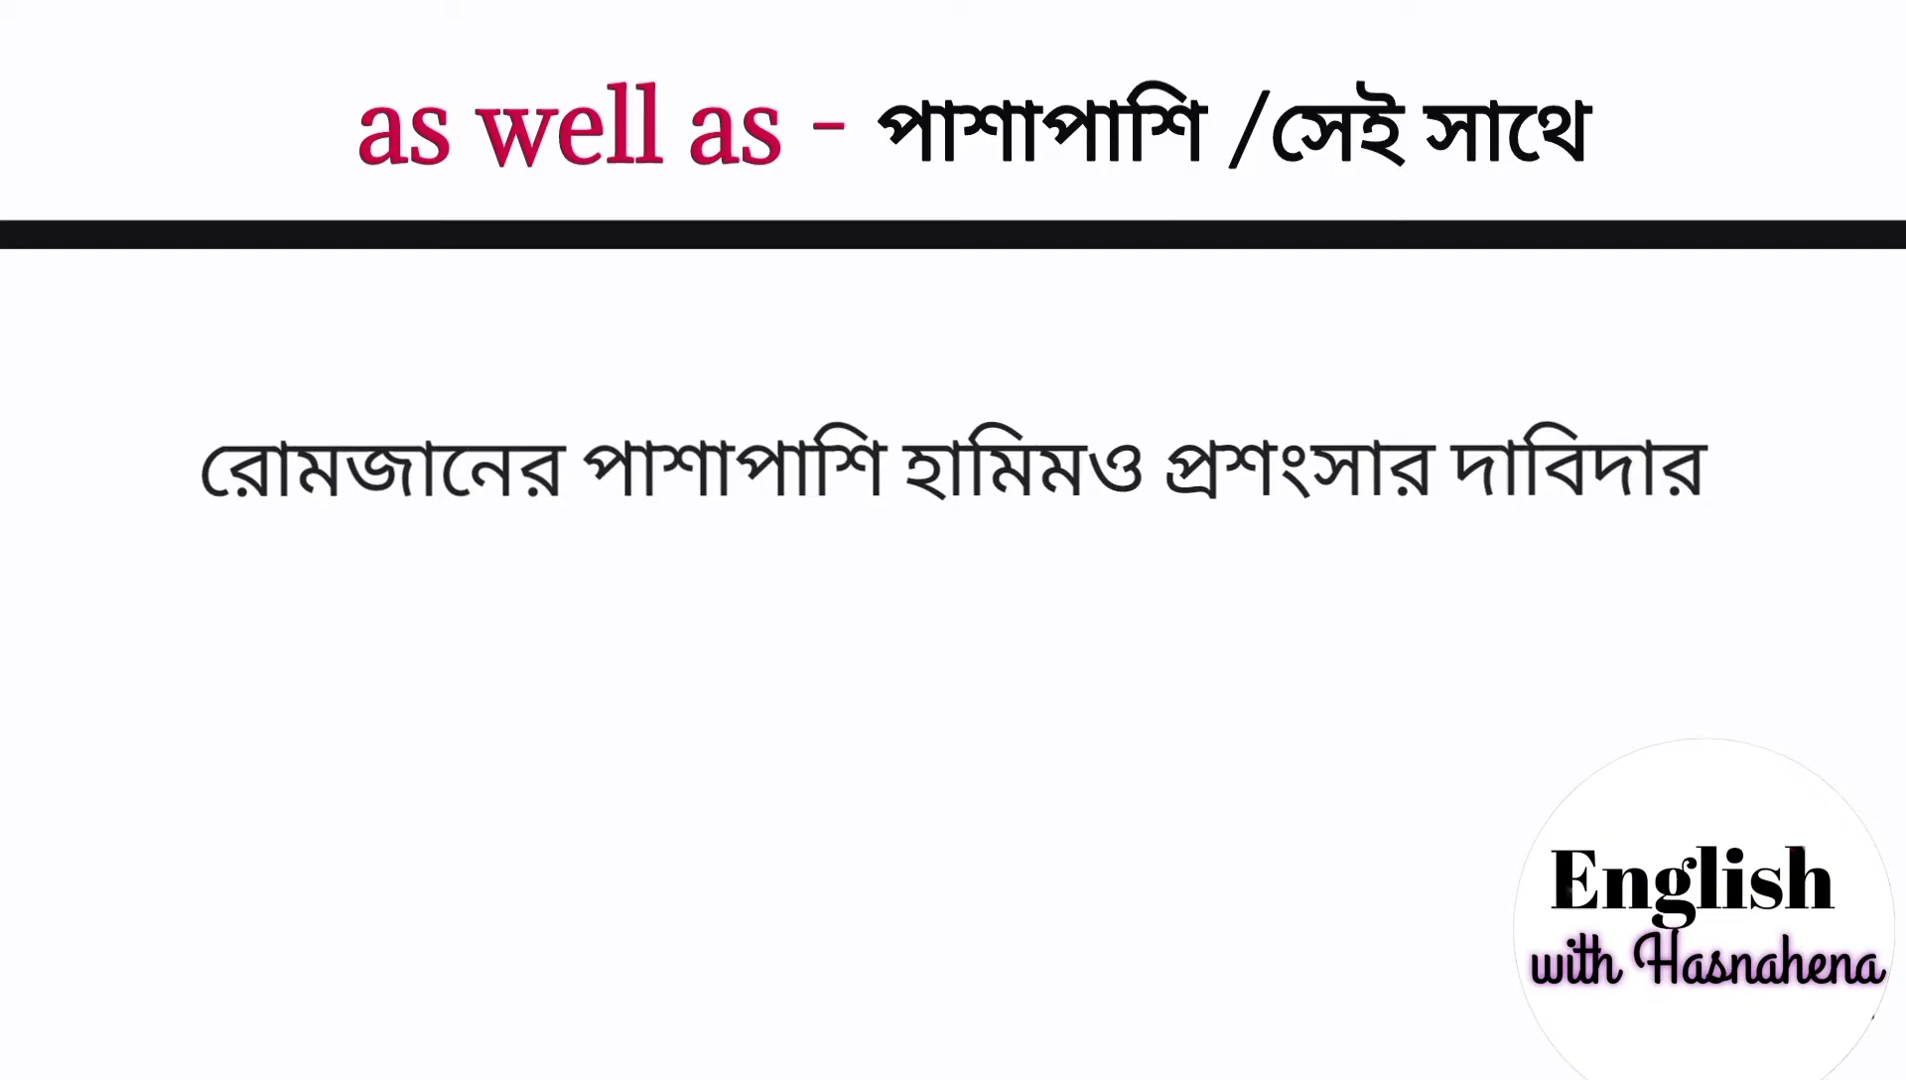 as well as - পাশাপাশি /সেই সাথে
রোমজানের পাশাপাশি হামিমও প্রশংসার দাবিদার
English
with Hasnahena